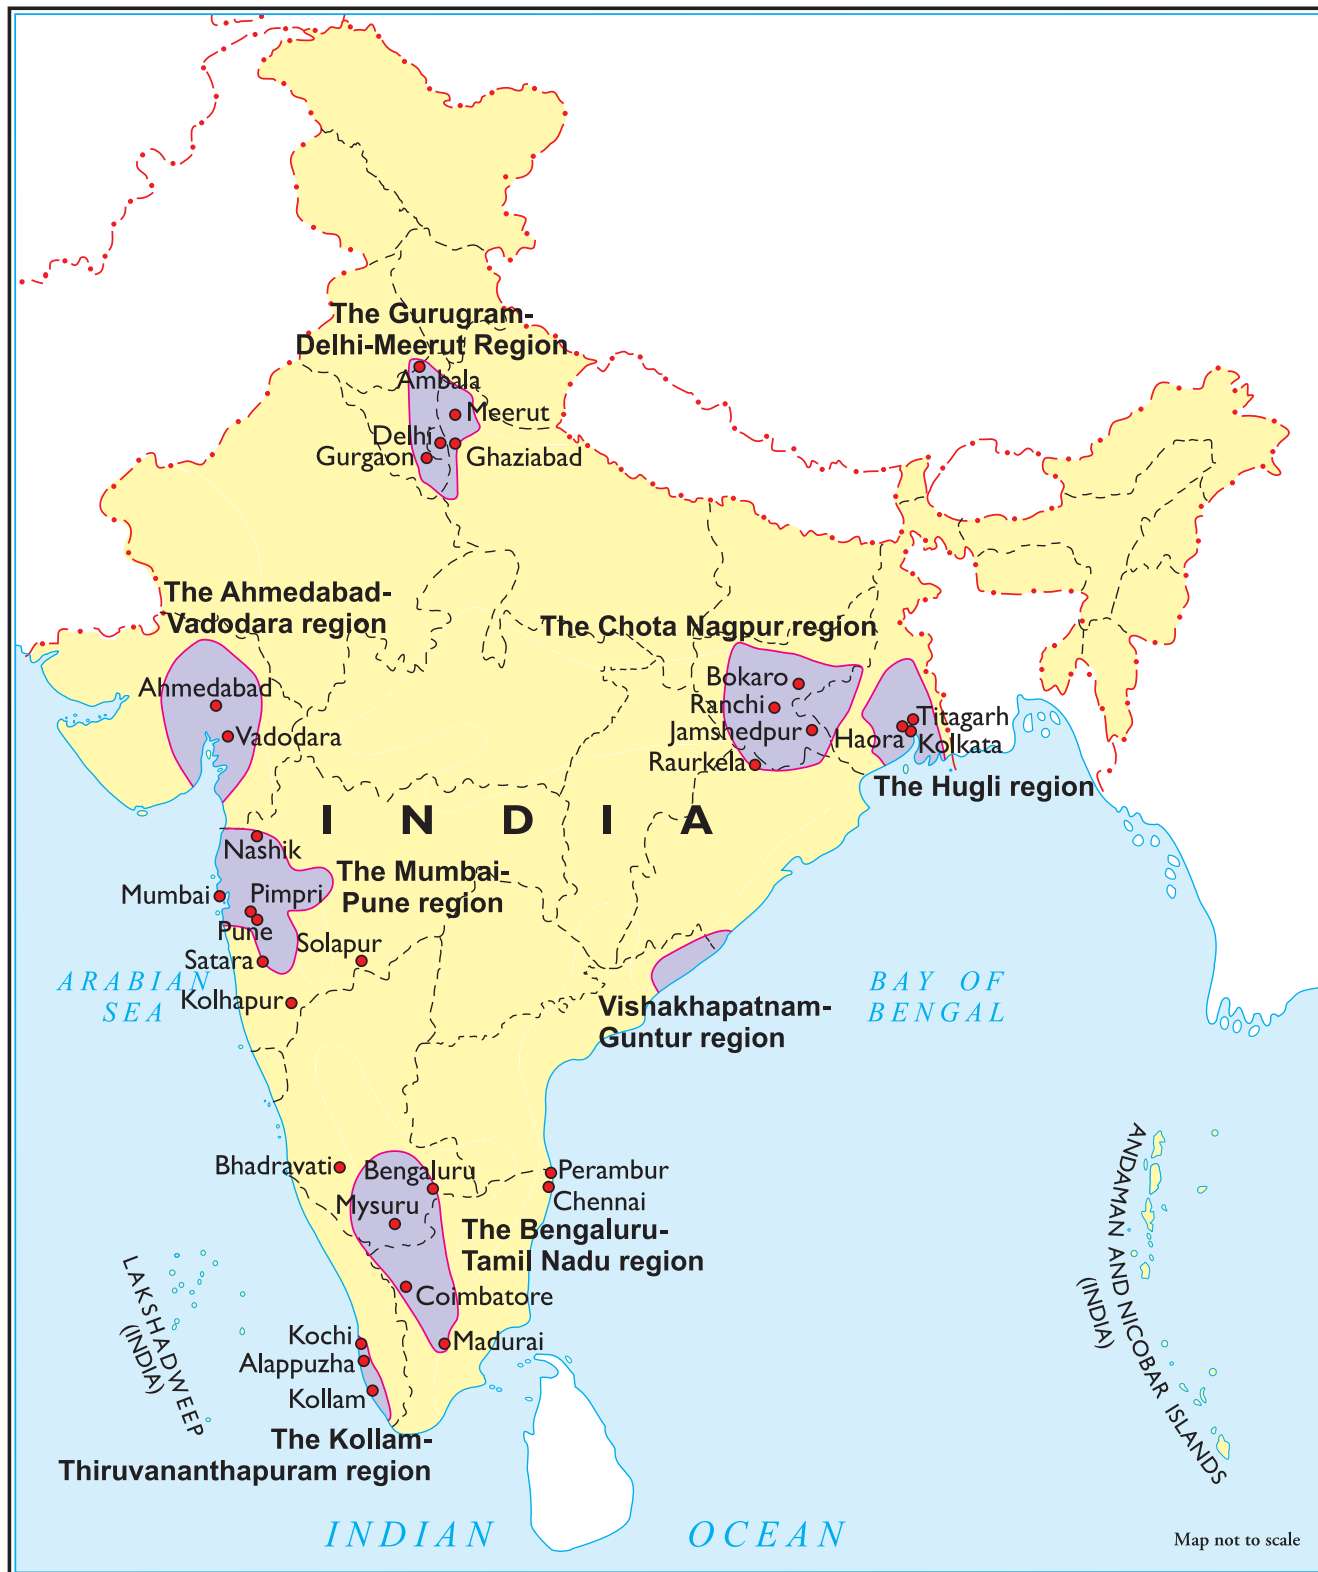 The Gurugram-
Delhi-Meerut Region
Ambala
Meerut
Delhi
Gurgaon
Ghaziabad
The Ahmedabad-
Vadodara region
Ahmedabad
Vadodara
The Chota Nagpur region
Bokaro
Ranchi
Jamshedpur
Raurkela
Titagarh
Haora
Kolkata
The Hugli region
INDIA
Nashik
The Mumbai-
Pune region
Mumbai
Pimpri
Pune
Satara
Solapur
Kolhapur
ARABIAN
SEA
Vishakhapatnam-
Guntur region
BAY OF
BENGAL
Bhadravati
Bengaluru
Mysuru
Perambur
Chennai
The Bengaluru-
Tamil Nadu region
Coimbatore
Madurai
Kochi
Alappuzha
Kollam
The Kollam-
Thiruvananthapuram region
LAKSHADWEEP
(INDIA)
ANDAMAN AND NICOBAR ISLANDS
(INDIA)
INDIAN OCEAN
Map not to scale